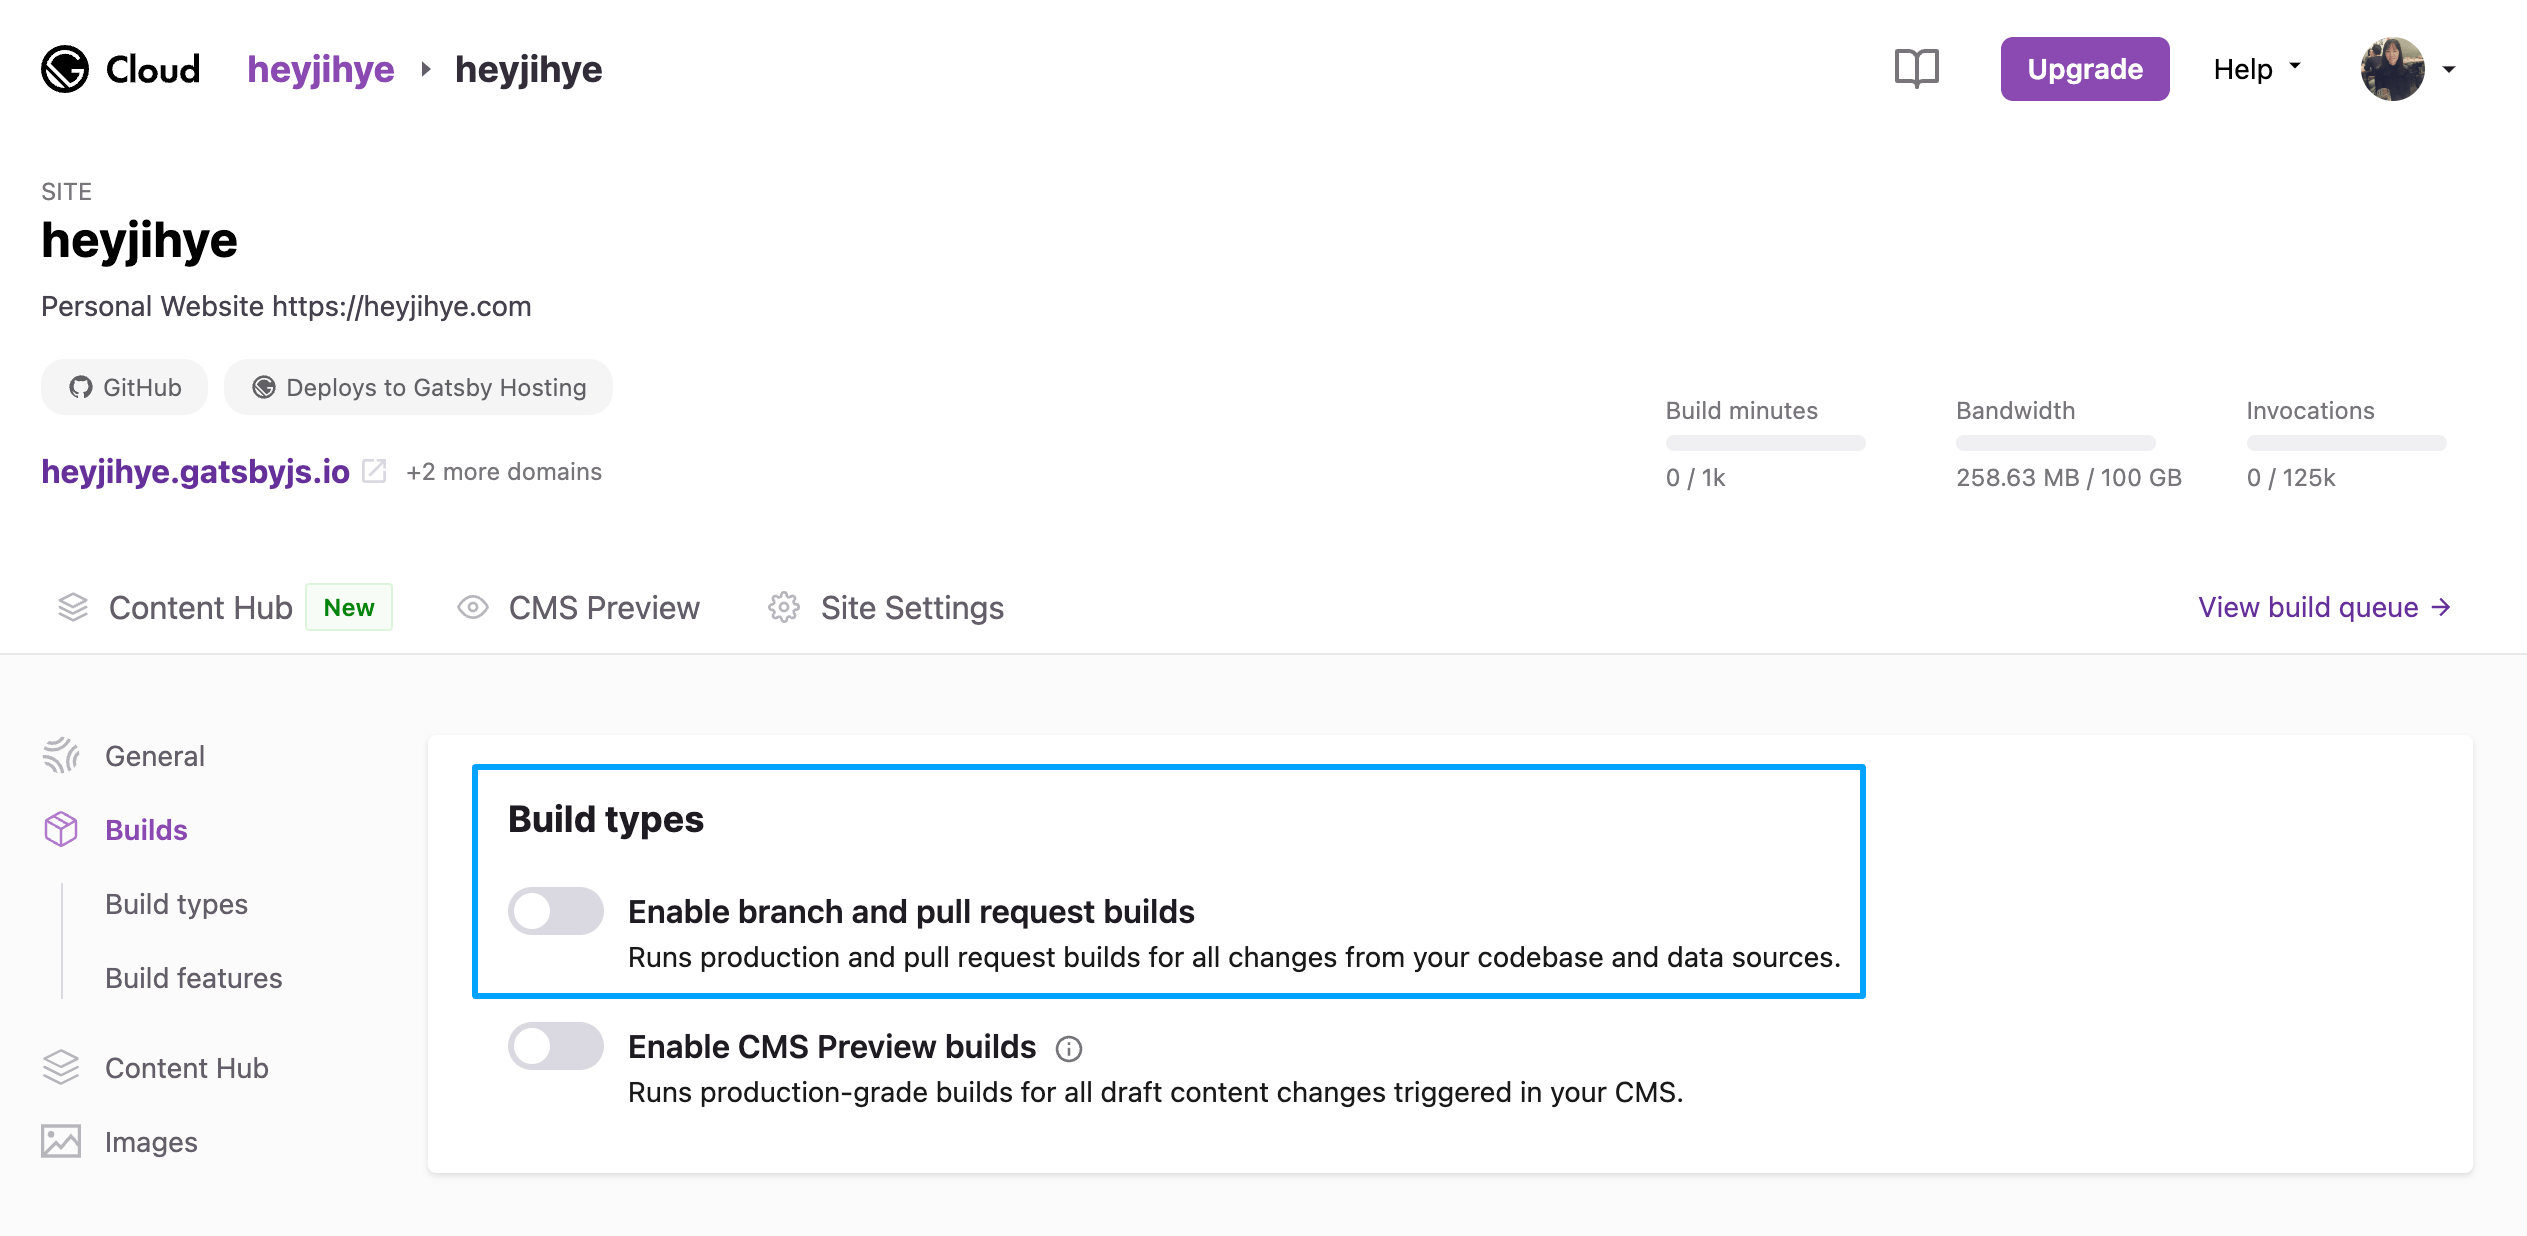 Cloud heyjihye heyjihye Upgrade Help
SITE
heyjihye
Personal Website https://heyjihye.com
GitHub Deploys to Gatsby Hosting
heyjihye.gatsbyjs.io +2 more domains
Build minutes Bandwidth Invocations
0 / 1k 258.63 MB / 100 GB 0 / 125k
Content Hub New CMS Preview Site Settings View build queue →
General
Builds
Build types
Build features
Content Hub
Images
Build types
Enable branch and pull request builds
Runs production and pull request builds for all changes from your codebase and data sources.
Enable CMS Preview builds
Runs production-grade builds for all draft content changes triggered in your CMS.